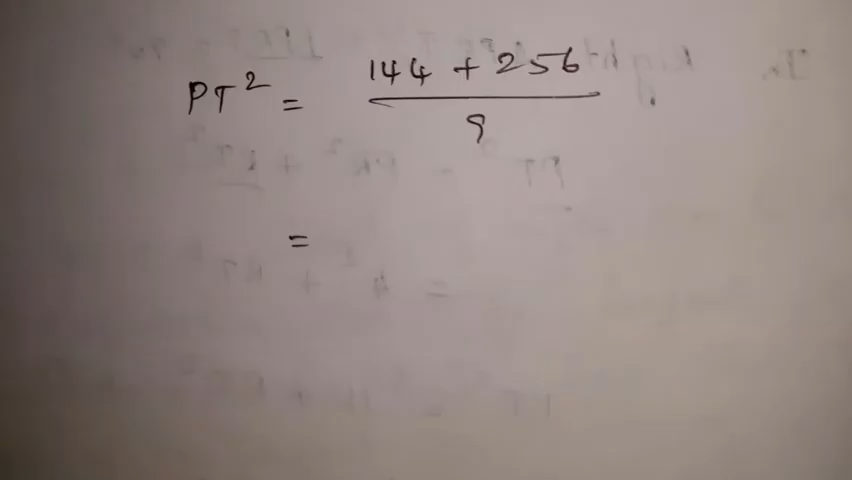 PT² = 144 + 256 / 9
=